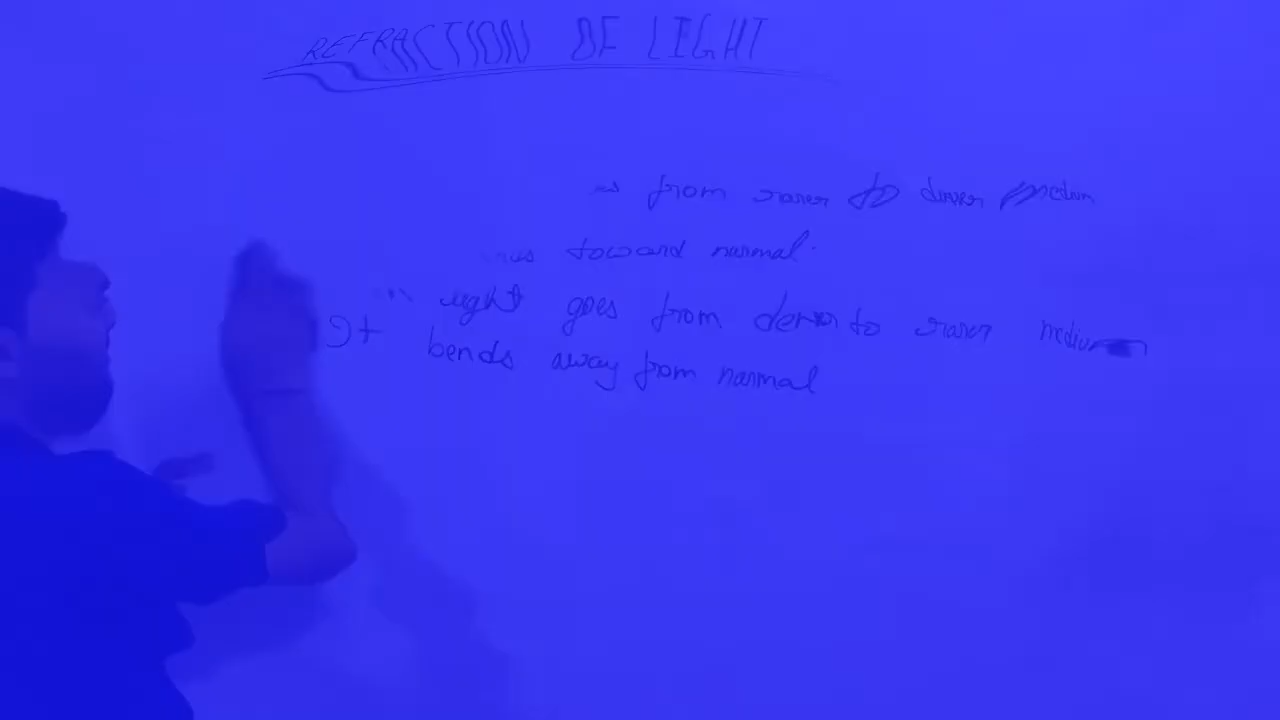 REFRACTION OF LIGHT
from rarer to denser medium
toward normal.
light goes from denser to rarer medium
It bends away from normal